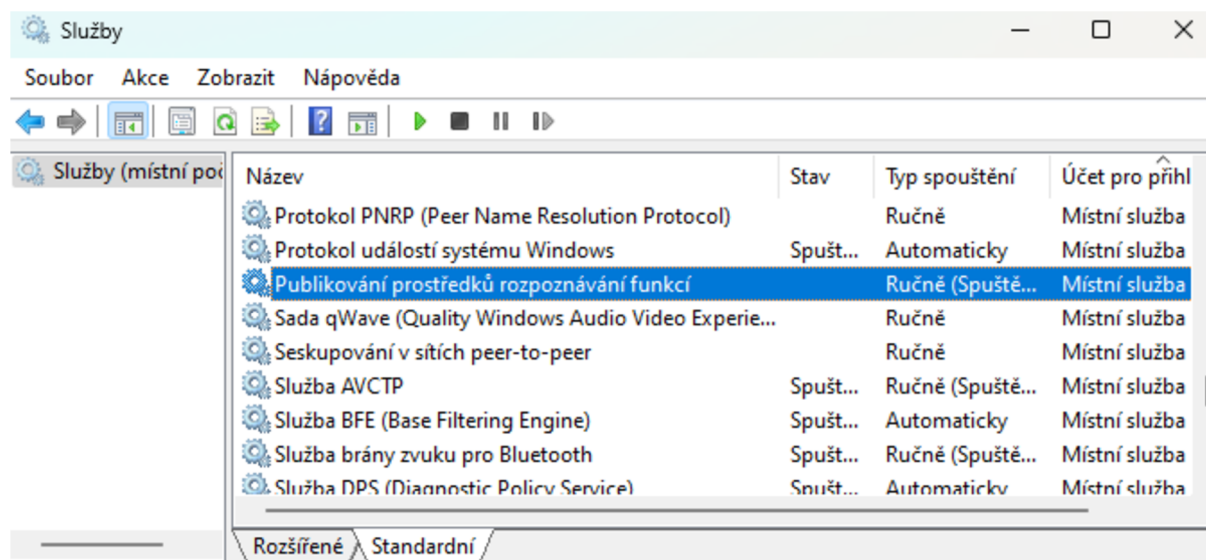 Služby
Soubor Akce Zobrazit Nápověda
Služby (místní poč
Název Stav Typ spouštění Účet pro přihl
Protokol PNRP (Peer Name Resolution Protocol) Ručně Místní služba
Protokol událostí systému Windows Spušt... Automaticky Místní služba
Publikování prostředků rozpoznávání funkcí Ručně (Spuště... Místní služba
Sada qWave (Quality Windows Audio Video Experie... Ručně Místní služba
Seskupování v sítích peer-to-peer Ručně Místní služba
Služba AVCTP Spušt... Ručně (Spuště... Místní služba
Služba BFE (Base Filtering Engine) Spušt... Automaticky Místní služba
Služba brány zvuku pro Bluetooth Spušt... Ručně (Spuště... Místní služba
Služba DPS (Diagnostic Policy Service) Spušt... Automaticky Místní služba
Rozšířené Standardní